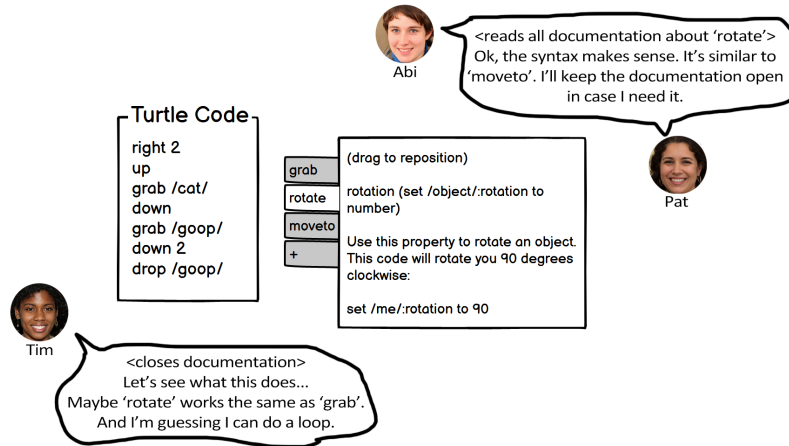 <reads all documentation about ‘rotate’>
Ok, the syntax makes sense. It’s similar to
‘moveto’. I’ll keep the documentation open
in case I need it.
Abi
Pat
Turtle Code
right 2
up
grab /cat/
down
grab /goop/
down 2
drop /goop/
grab
rotate
moveto
+
(drag to reposition)
rotation (set /object/:rotation to
number)
Use this property to rotate an object.
This code will rotate you 90 degrees
clockwise:
set /me/:rotation to 90
Tim
<closes documentation>
Let’s see what this does...
Maybe ‘rotate’ works the same as ‘grab’.
And I’m guessing I can do a loop.